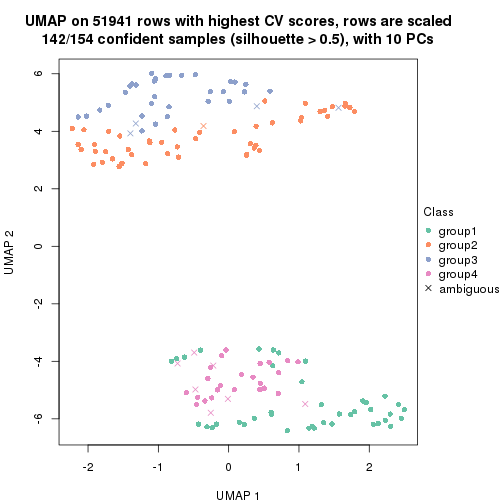 UMAP on 51941 rows with highest CV scores, rows are scaled
142/154 confident samples (silhouette > 0.5), with 10 PCs
6
4
2
0
-2
-4
-6
UMAP 2
-2
-1
0
1
2
UMAP 1
Class
group1
group2
group3
group4
ambiguous